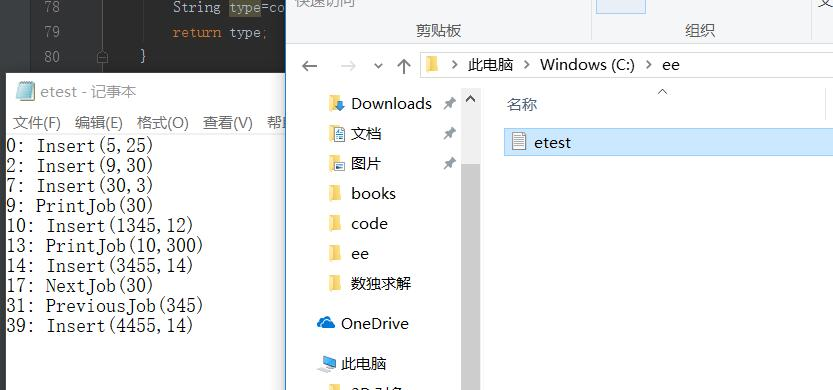 78
String type=co
79
return type;
80
}
etest - 记事本
文件(F) 编辑(E) 格式(O) 查看(V)
0: Insert(5,25)
2: Insert(9,30)
7: Insert(30,3)
9: PrintJob(30)
10: Insert(1345,12)
13: PrintJob(10,300)
14: Insert(3455,14)
17: NextJob(30)
31: PreviousJob(345)
39: Insert(4455,14)
快速访问
剪贴板
组织
此电脑 > Windows (C:) > ee
Downloads
文档
图片
books
code
ee
数独求解
OneDrive
此电脑
名称
etest